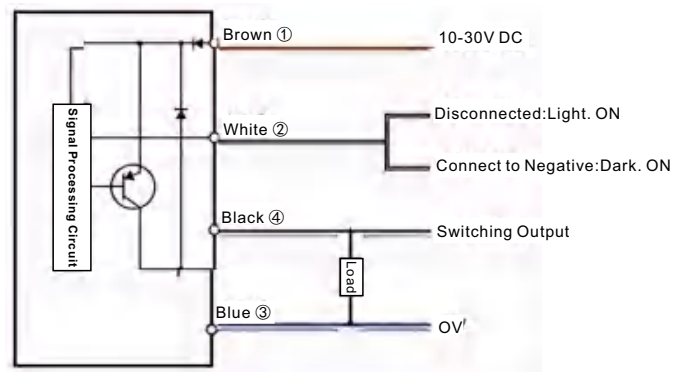 Brown ①
10-30V DC
Disconnected:Light. ON
White ②
Connect to Negative:Dark. ON
Signal Processing Circuit
Black ④
Switching Output
Load
Blue ③
OV'